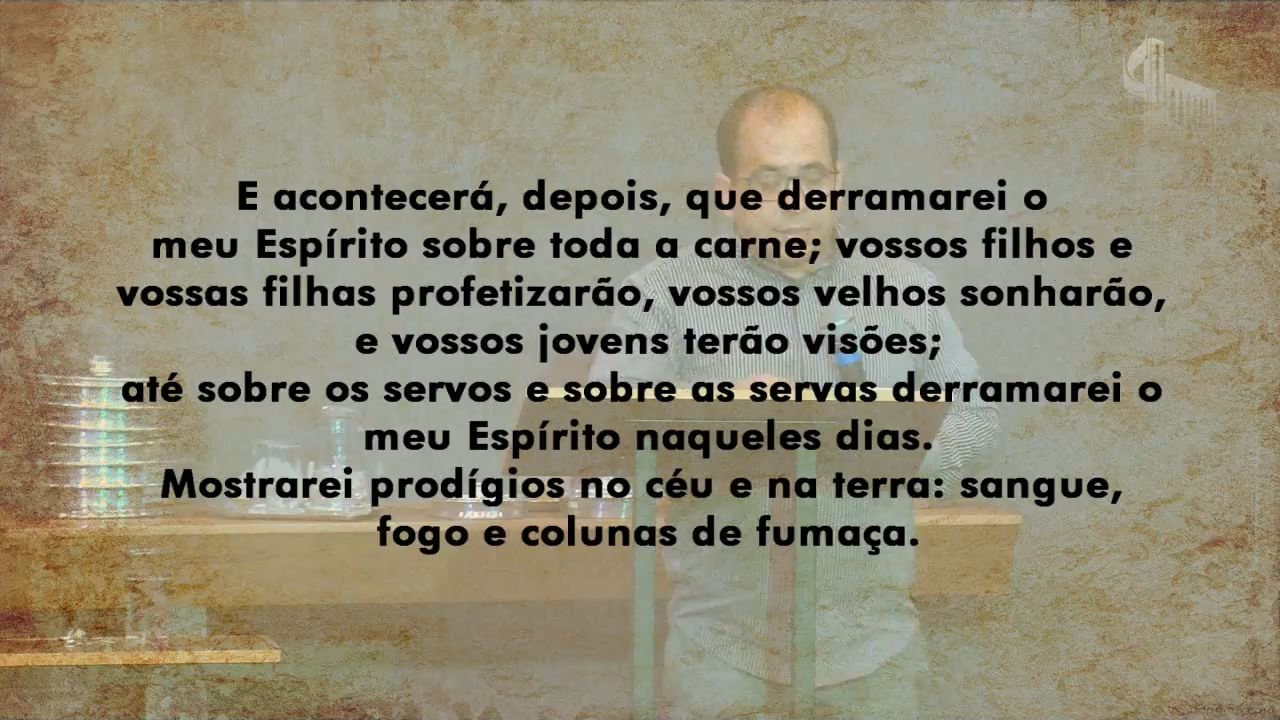 E acontecerá, depois, que derramarei o
meu Espírito sobre toda a carne; vossos filhos e
vossas filhas profetizarão, vossos velhos sonharão,
e vossos jovens terão visões;
até sobre os servos e sobre as servas derramarei o
meu Espírito naqueles dias.
Mostrarei prodígios no céu e na terra: sangue,
fogo e colunas de fumaça.